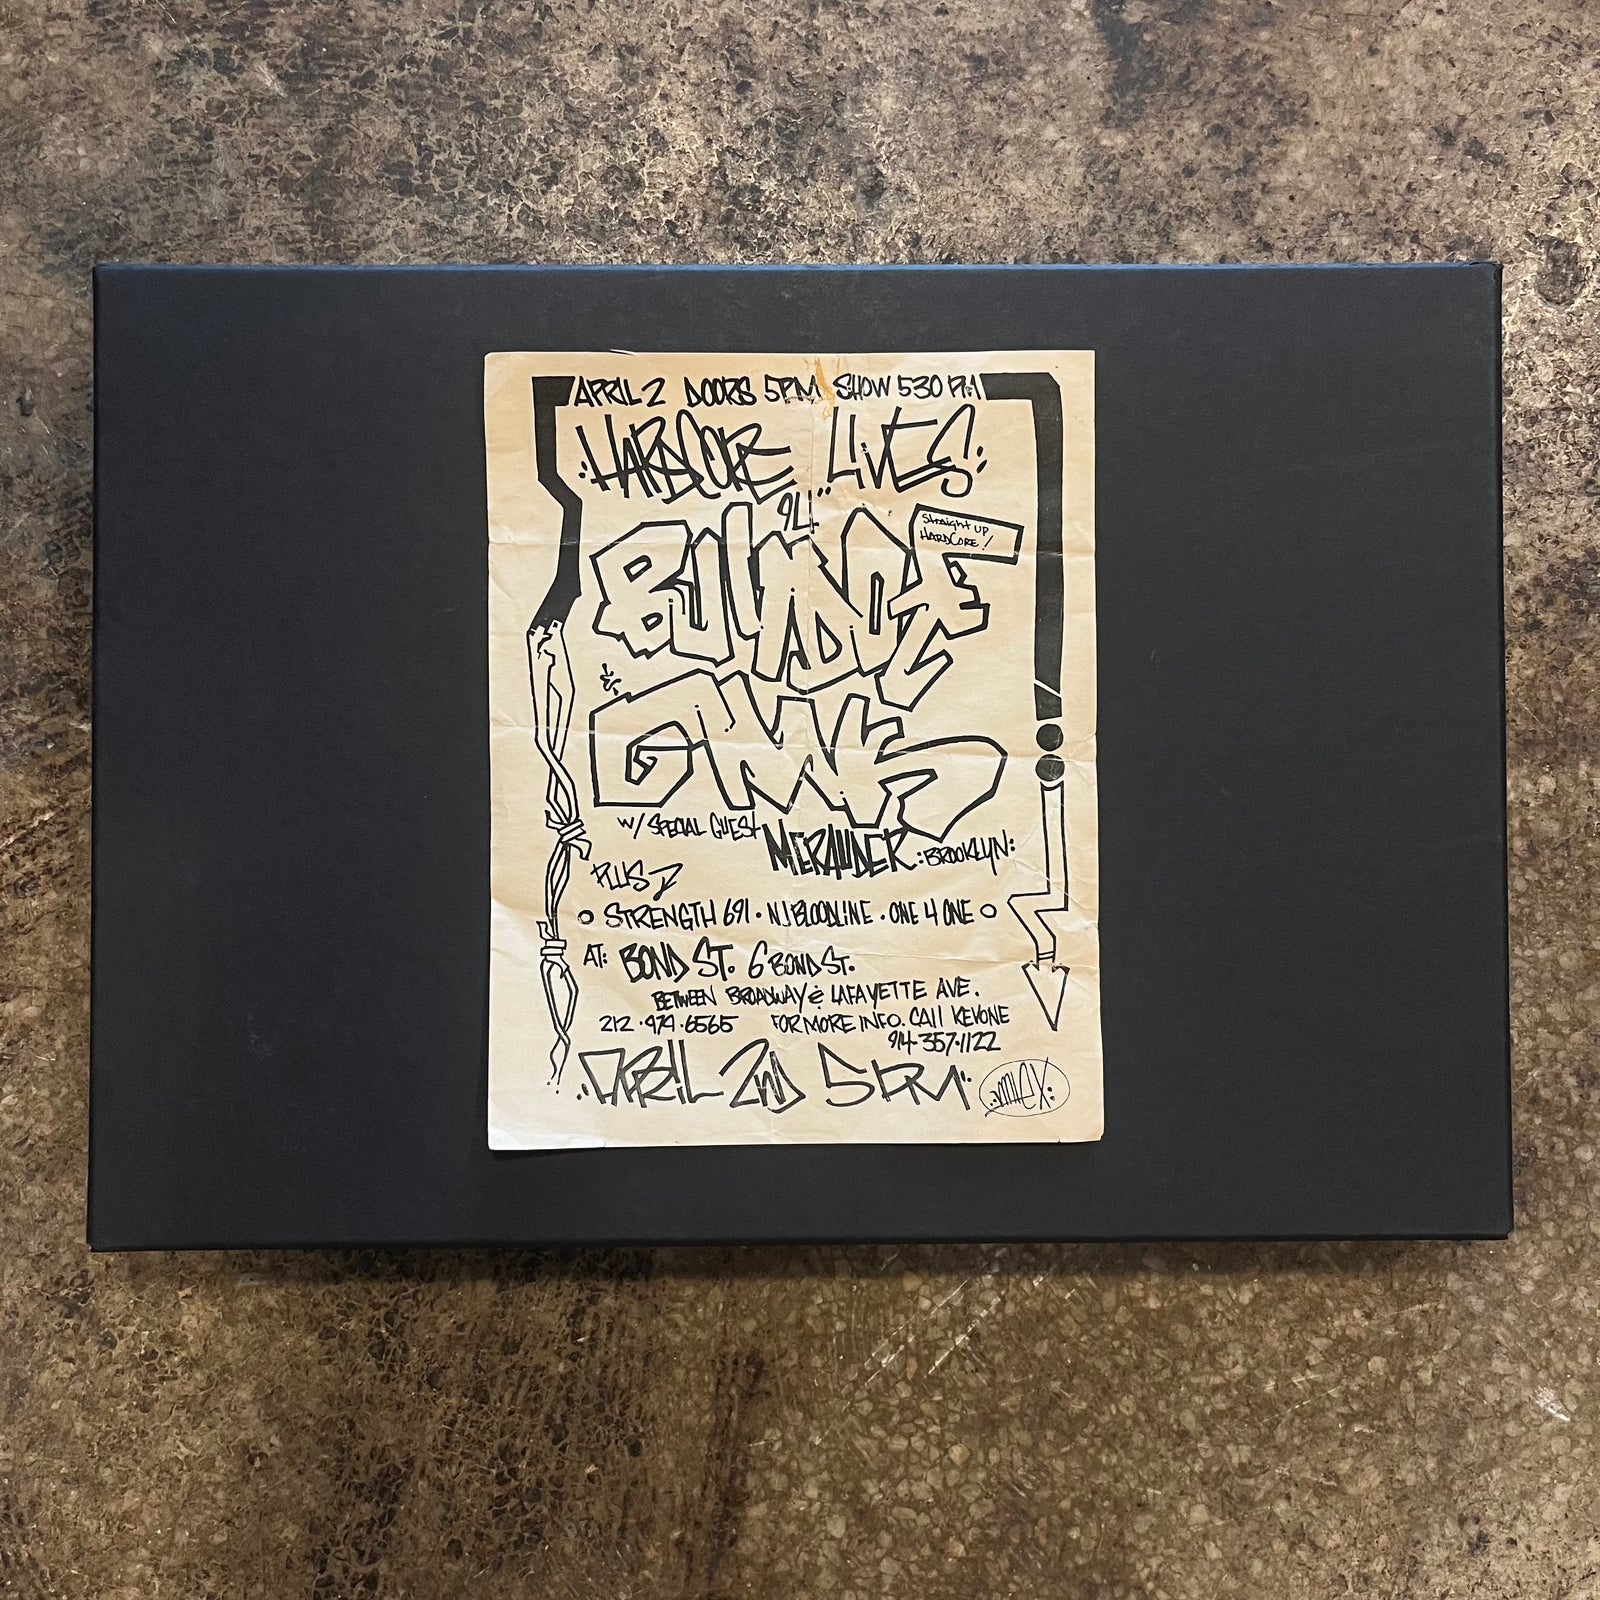 APRIL 2 DOORS 5PM SHOW 530 PM
HARDCORE LIVES
94
Straight UP
HARDCORE!
w/ SPECIAL GUEST MERAUDER :BROOKLYN:
PLUS
STRENGTH 691 • NJ BLOODLINE • ONE 4 ONE
AT: BOND ST. 6 BOND ST.
BETWEEN BROADWAY & LAFAYETTE AVE.
212•979•6565 FOR MORE INFO. CALL KEVONE
914•357•1122
APRIL 2ND 5PM